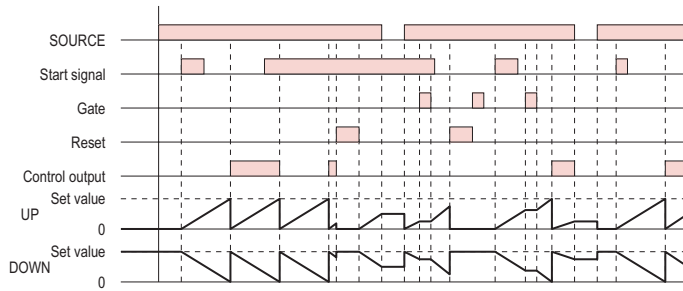 SOURCE
Start signal
Gate
Reset
Control output
Set value
UP
0
Set value
DOWN
0